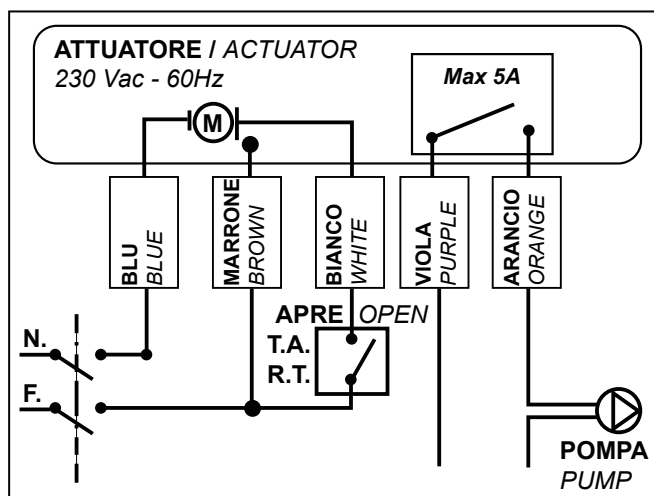 ATTUATORE / ACTUATOR
230 Vac - 60Hz
Max 5A
M
BLU
BLUE
MARRONE
BROWN
BIANCO
WHITE
VIOLA
PURPLE
ARANCIO
ORANGE
APRE OPEN
N.
T.A.
R.T.
F.
POMPA
PUMP